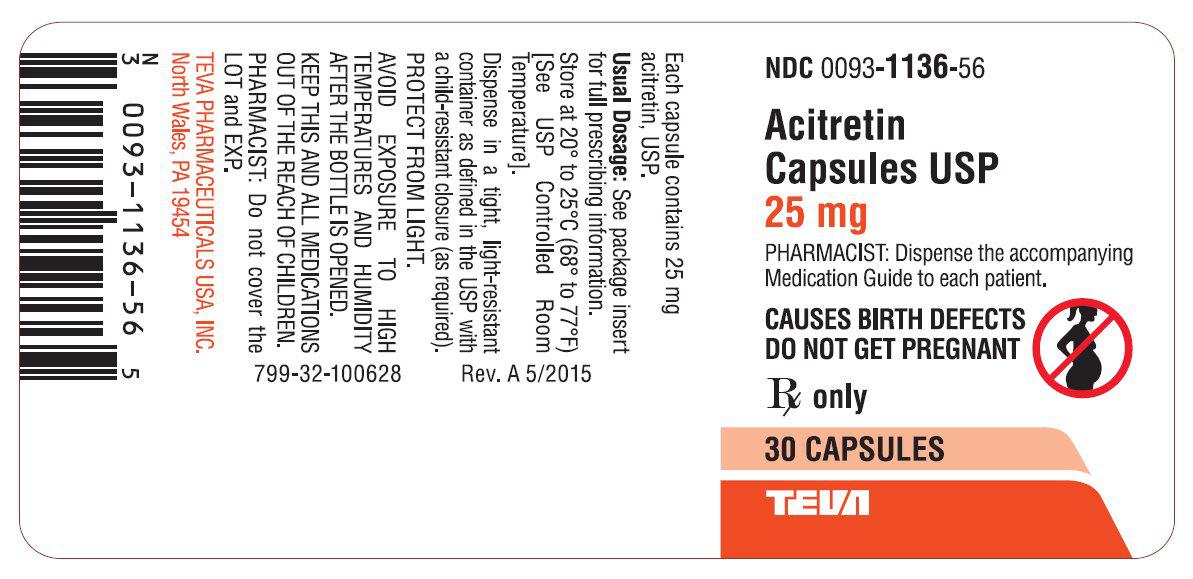 NDC 0093-1136-56
Acitretin
Capsules USP
25 mg
PHARMACIST: Dispense the accompanying
Medication Guide to each patient.
CAUSES BIRTH DEFECTS
DO NOT GET PREGNANT
Rx only
30 CAPSULES
TEVA
Each capsule contains 25 mg
acitretin, USP.
Usual Dosage: See package insert
for full prescribing information.
Store at 20° to 25°C (68° to 77°F)
[See USP Controlled Room
Temperature].
Dispense in a tight, light-resistant
container as defined in the USP with
a child-resistant closure (as required).
PROTECT FROM LIGHT.
AVOID EXPOSURE TO HIGH
TEMPERATURES AND HUMIDITY
AFTER THE BOTTLE IS OPENED.
KEEP THIS AND ALL MEDICATIONS
OUT OF THE REACH OF CHILDREN.
PHARMACIST: Do not cover the
LOT and EXP.
TEVA PHARMACEUTICALS USA, INC.
North Wales, PA 19454
799-32-100628
Rev. A 5/2015
N
3 0093-1136-56 5